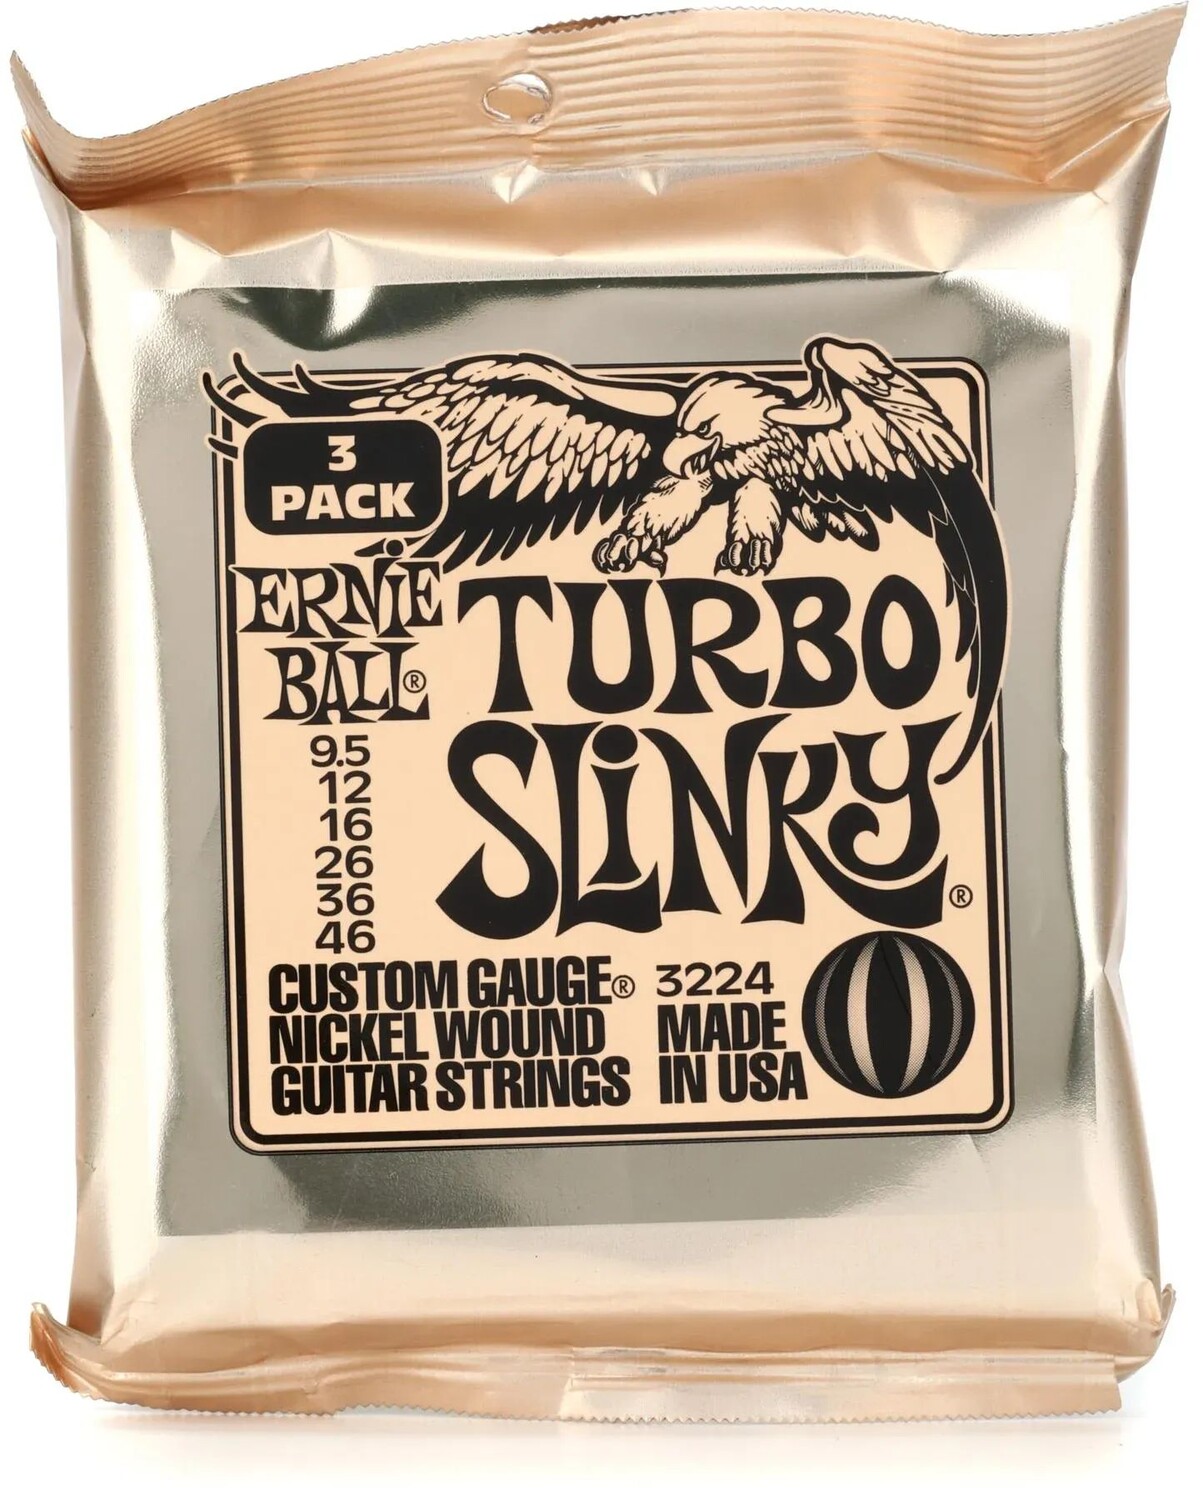 3
PACK
ERNiE
BALL®
TURBO
SLiNKY®
9.5
12
16
26
36
46
CUSTOM GAUGE®
NICKEL WOUND
GUITAR STRINGS
3224
MADE
IN USA